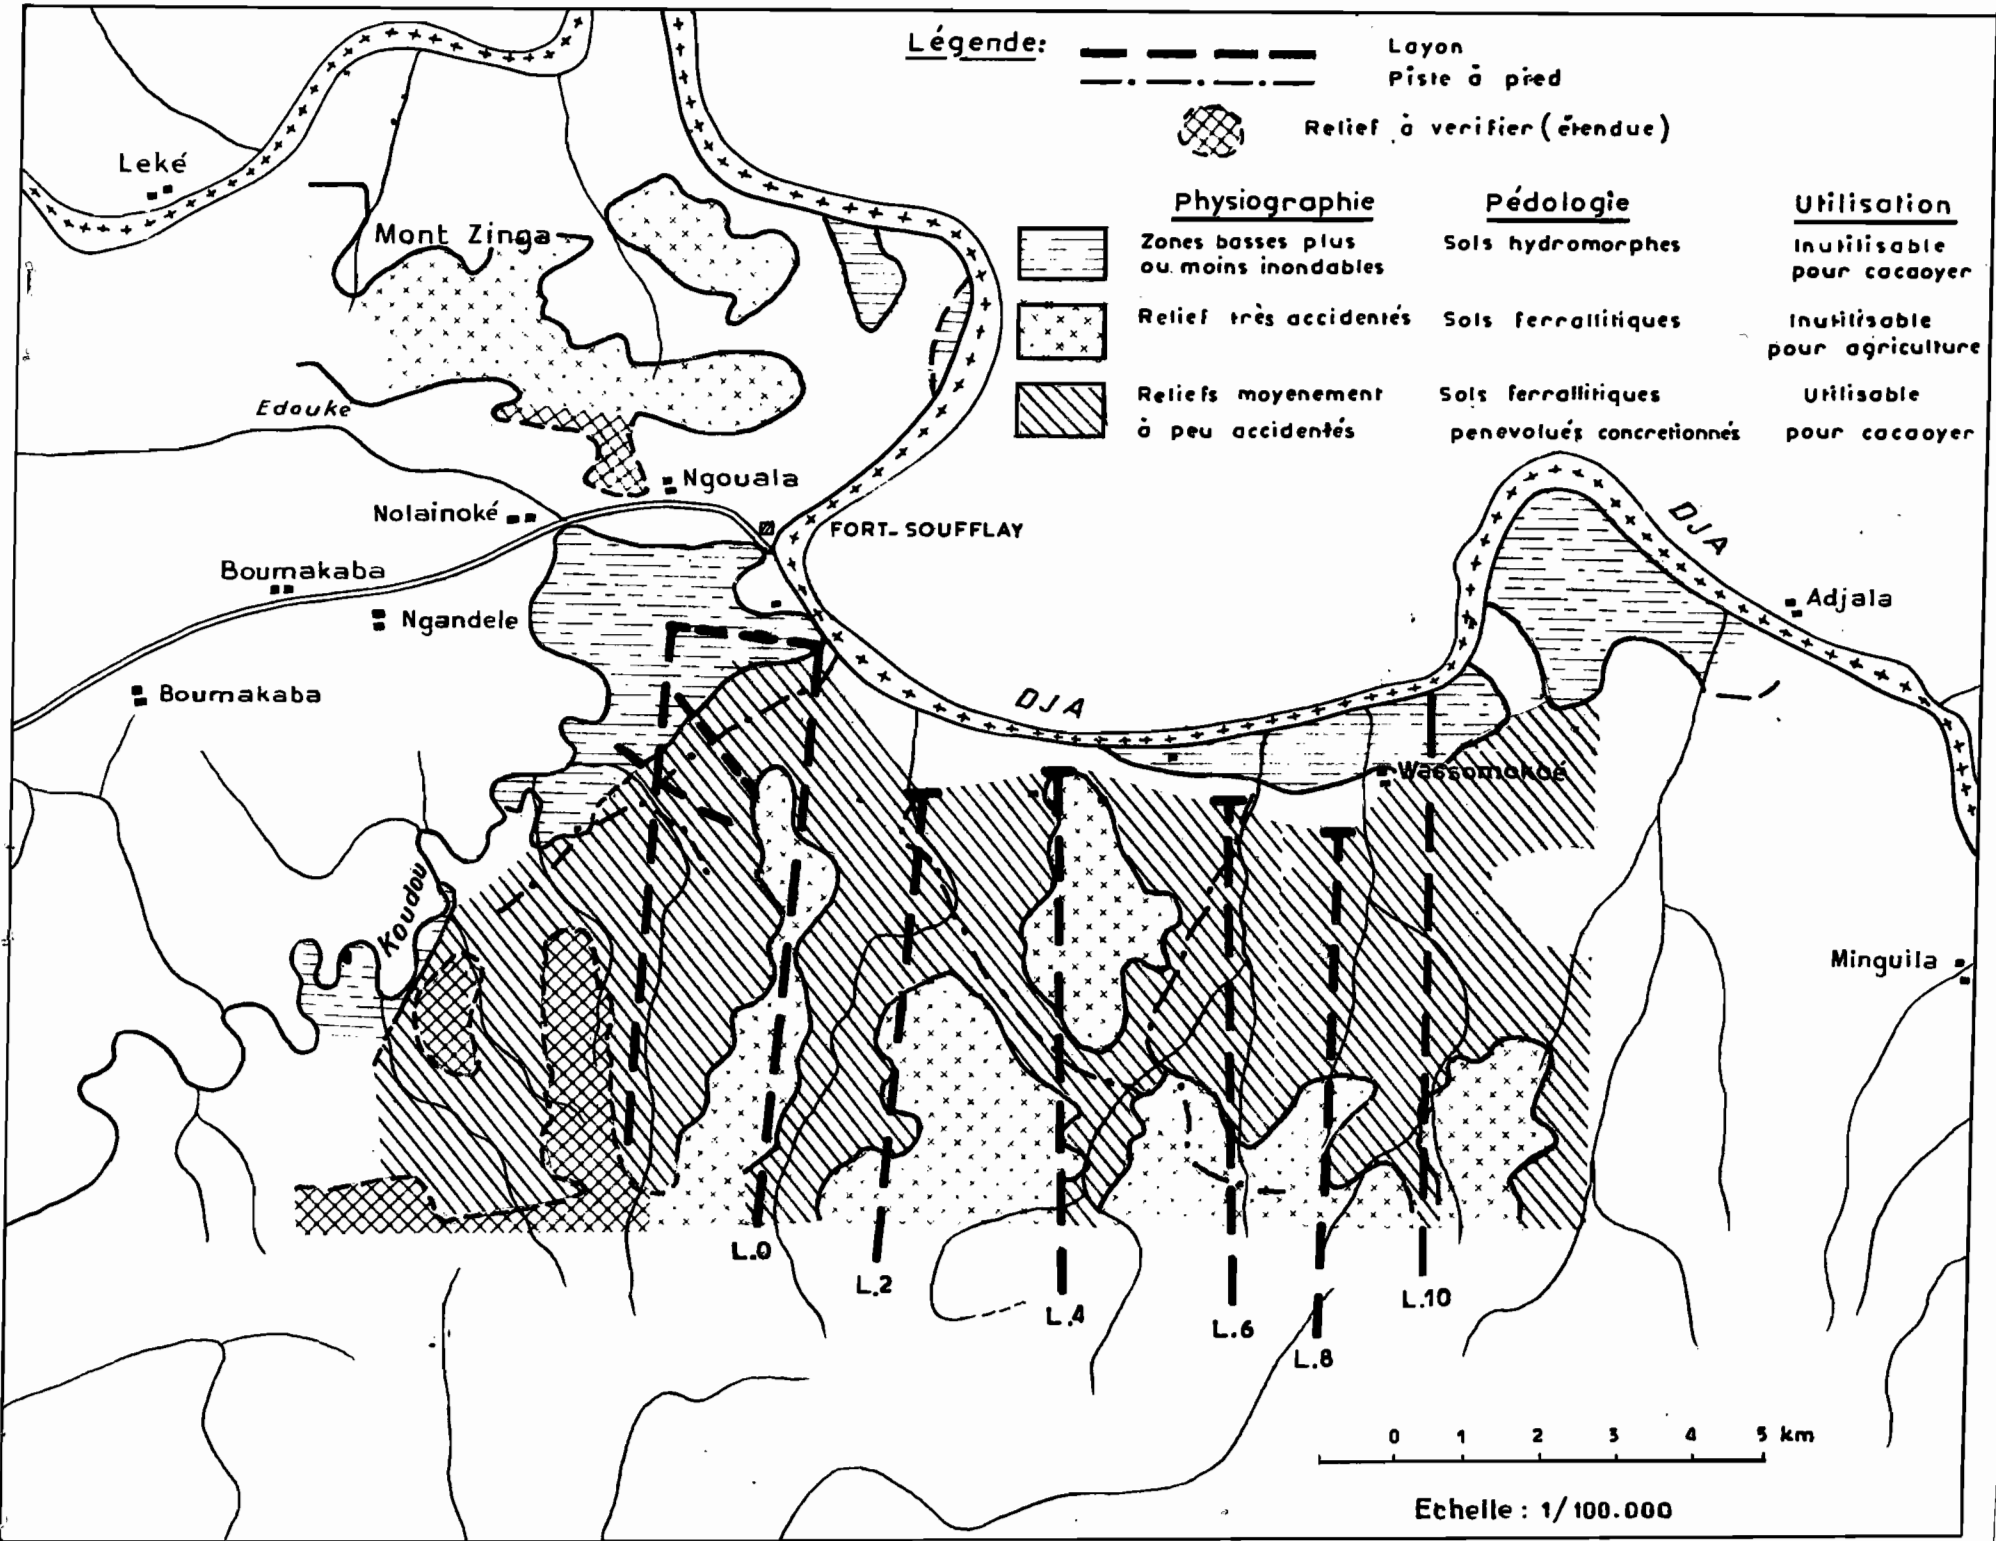 Légende:
Layon
Piste à pied
Relief à verifier (étendue)
Physiographie Pédologie Utilisation
Zones basses plus
ou moins inondables
Sols hydromorphes
Inutilisable
pour cacaoyer
Relief très accidentés
Sols ferrallitiques
Inutilisable
pour agriculture
Reliefs moyenement
à peu accidentés
Sols ferrallitiques
penevolués concretionnés
Utilisable
pour cacaoyer
Leké
Mont Zinga
Edouke
Ngouala
Nolainoké
FORT-SOUFFLAY
Boumakaba
Ngandele
Boumakaba
DJA
DJA
Adjala
Wassomokoé
Koudou
Minguila
L.0
L.2
L.4
L.6
L.8
L.10
0 1 2 3 4 5 km
Echelle : 1/100.000